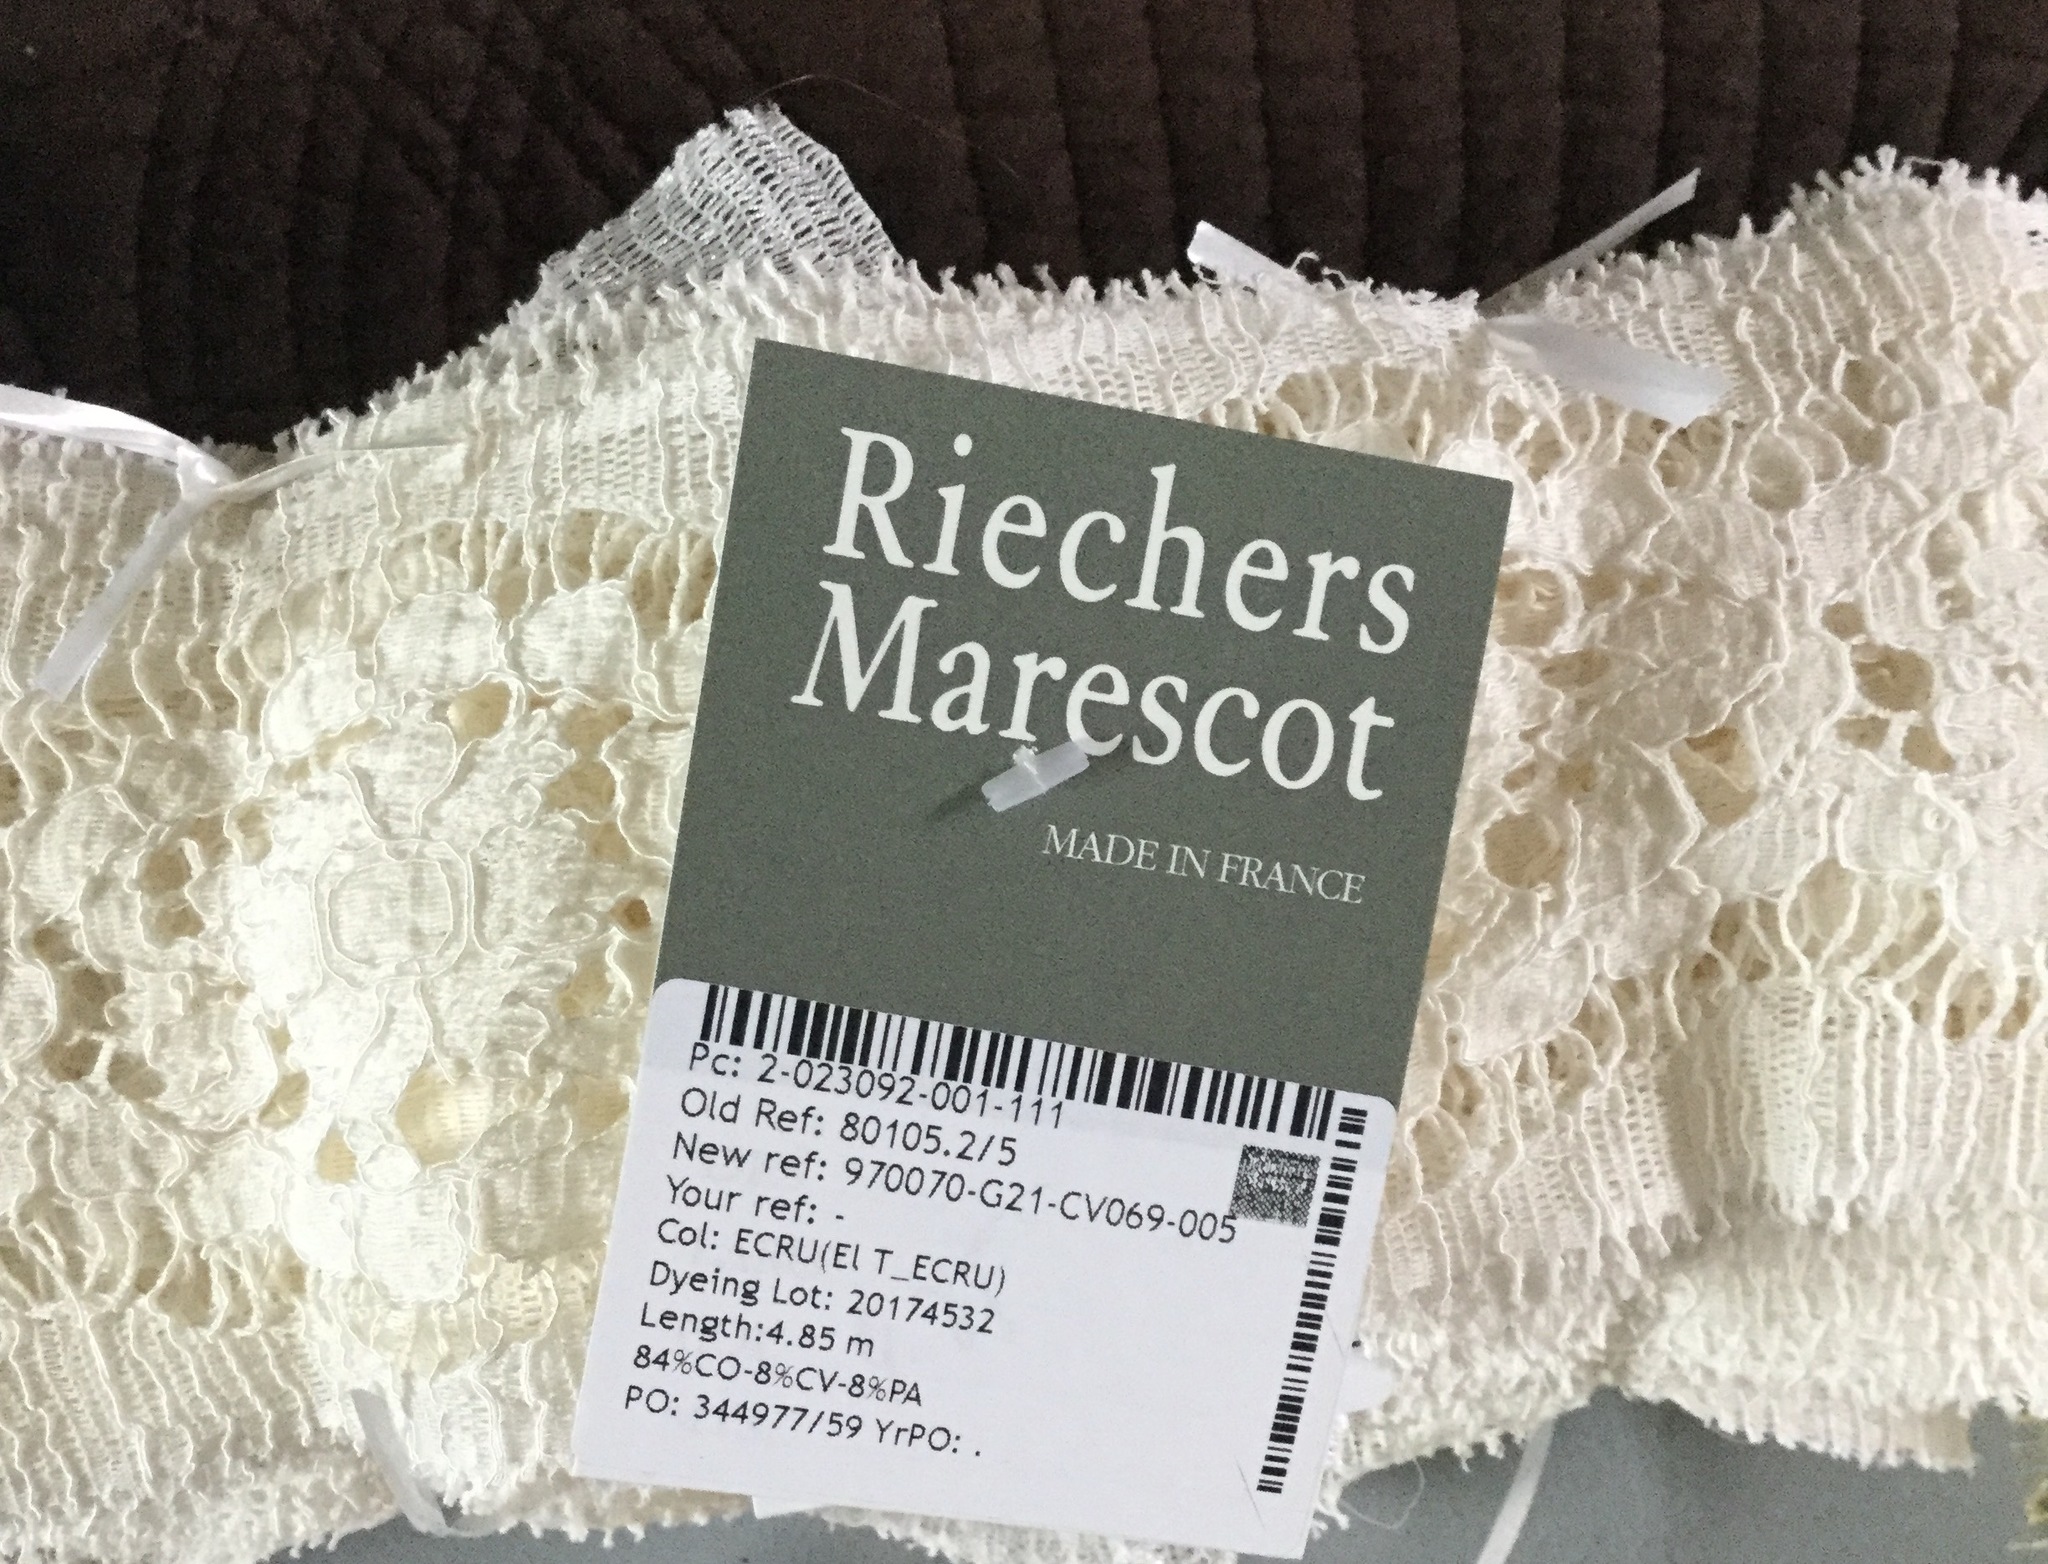 Riechers
Marescot
MADE IN FRANCE
Pc: 2-023092-001-111
Old Ref: 80105.2/5
New ref: 970070-G21-CV069-005
Your ref: -
Col: ECRU(El T_ECRU)
Dyeing Lot: 20174532
Length:4.85 m
84%CO-8%CV-8%PA
PO: 344977/59 YrPO: .